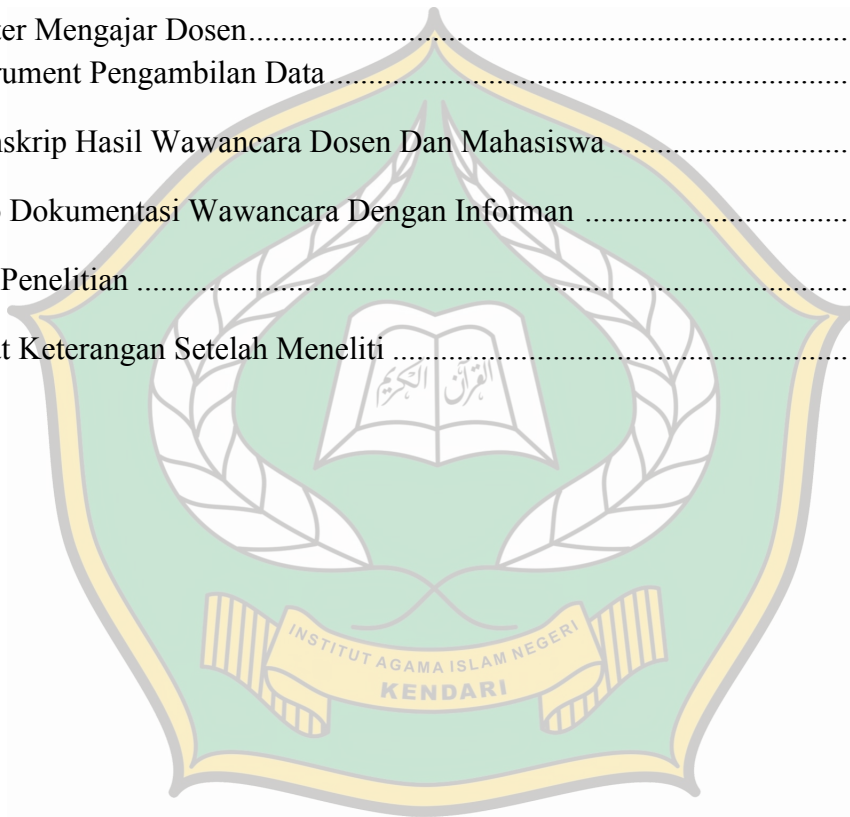 ter Mengajar Dosen
rument Pengambilan Data
nskrip Hasil Wawancara Dosen Dan Mahasiswa
Dokumentasi Wawancara Dengan Informan
Penelitian
t Keterangan Setelah Meneliti
القرآن الكريم
INSTITUT AGAMA ISLAM NEGERI
KENDARI